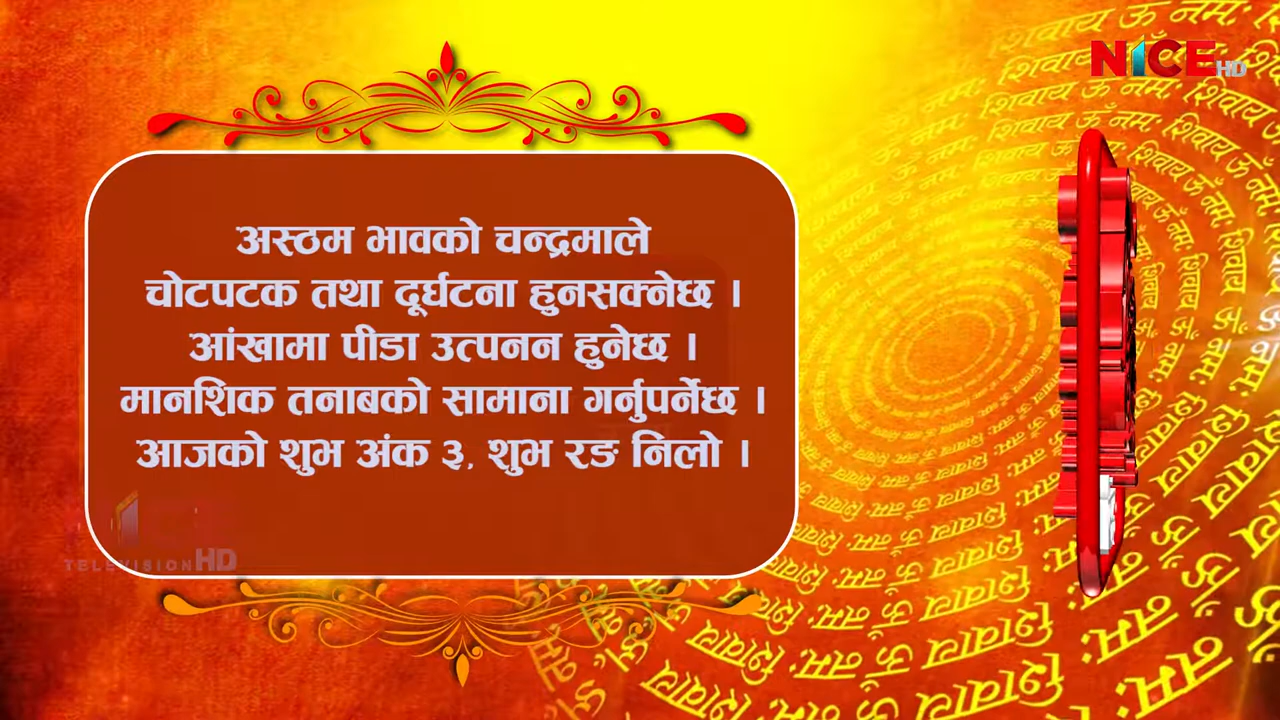 NICE HD
अस्ठम भावको चन्द्रमाले
चोटपटक तथा दूर्घटना हुनसक्नेछ ।
आंखामा पीडा उत्पनन हुनेछ ।
मानशिक तनाबको सामाना गर्नुपर्नेछ ।
आजको शुभ अंक ३, शुभ रङ निलो ।
TELEVISION HD
ॐ नमः शिवाय